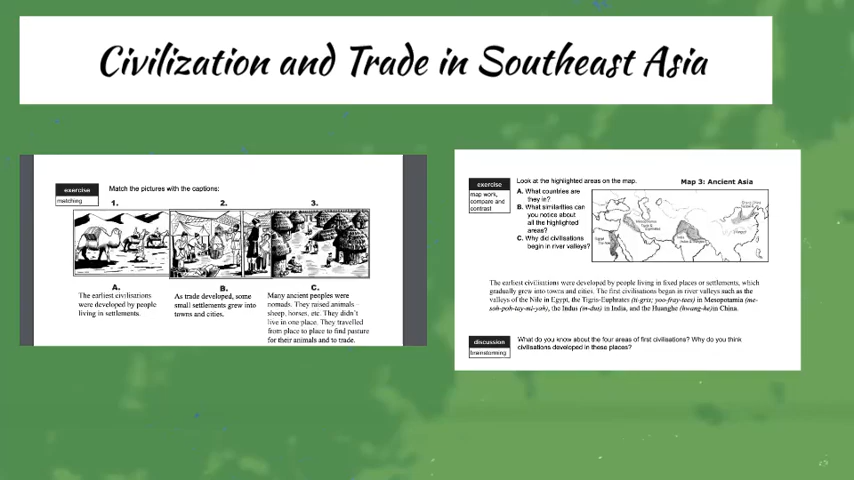 Civilization and Trade in Southeast Asia
exercise
matching
Match the pictures with the captions:
1.
2.
3.
A.
The earliest civilisations
were developed by people
living in settlements.
B.
As trade developed, some
small settlements grew into
towns and cities.
C.
Many ancient peoples were
nomads. They raised animals –
sheep, horses, etc. They didn't
live in one place. They travelled
from place to place to find pasture
for their animals and to trade.
exercise
map work,
compare and
contrast
Look at the highlighted areas on the map.
A. What countries are
they in?
B. What similarities can
you notice about
all the highlighted
areas?
C. Why did civilisations
begin in river valleys?
Map 3: Ancient Asia
The earliest civilisations were developed by people living in fixed places or settlements, which
gradually grew into towns and cities. The first civilisations began in river valleys such as the
valleys of the Nile in Egypt, the Tigris-Euphrates (ti-gris; yoo-fray-tees) in Mesopotamia (me-
soh-poh-tay-mi-yah), the Indus (in-dus) in India, and the Huanghe (hwang-he) in China.
discussion
brainstorming
What do you know about the four areas of first civilisations? Why do you think
civilisations developed in these places?